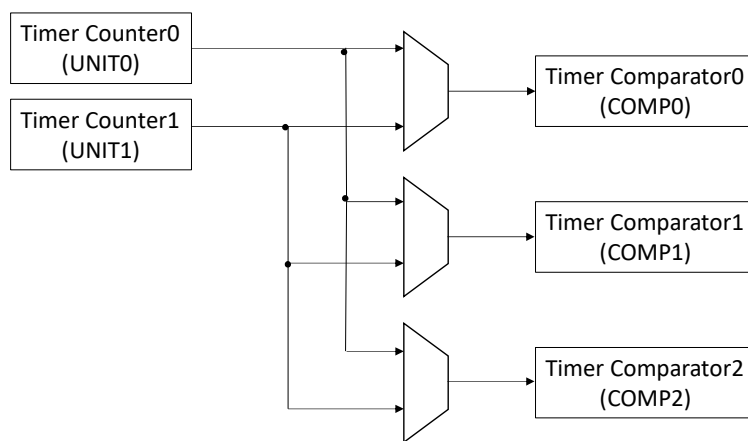 Timer Counter0
(UNIT0)
Timer Counter1
(UNIT1)
Timer Comparator0
(COMP0)
Timer Comparator1
(COMP1)
Timer Comparator2
(COMP2)